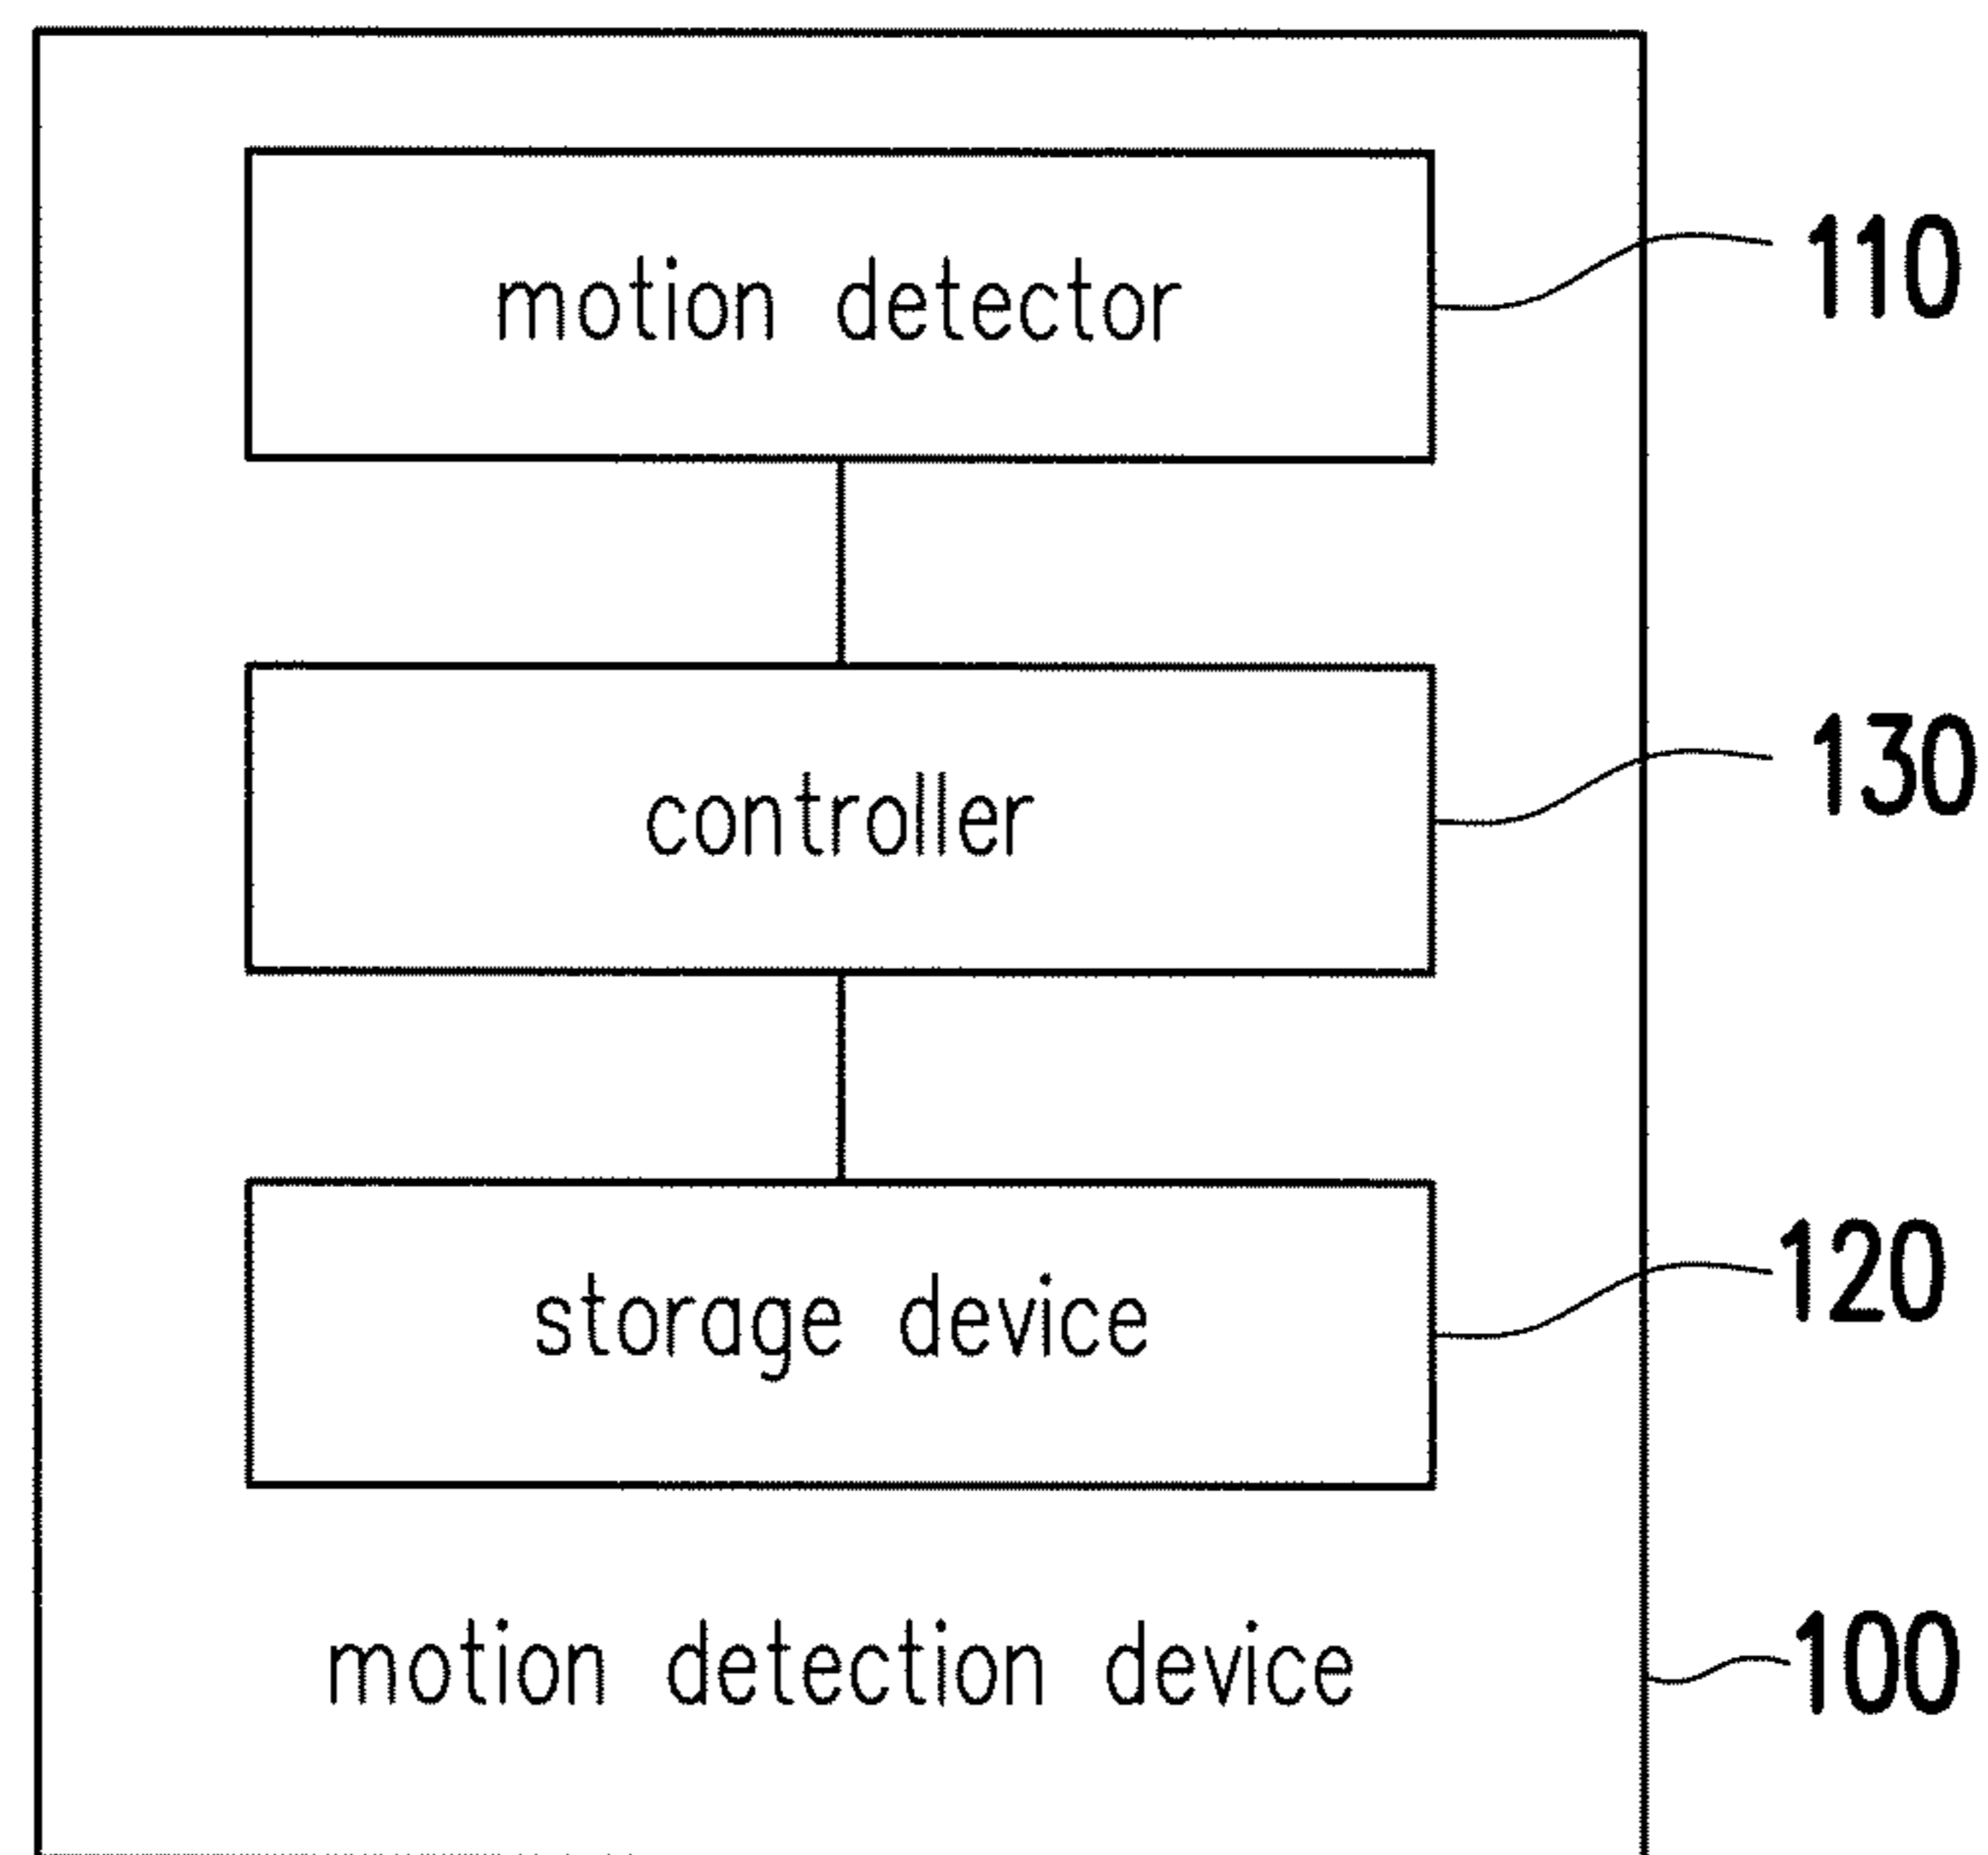 motion detector
110
controller
130
storage device
120
motion detection device
100